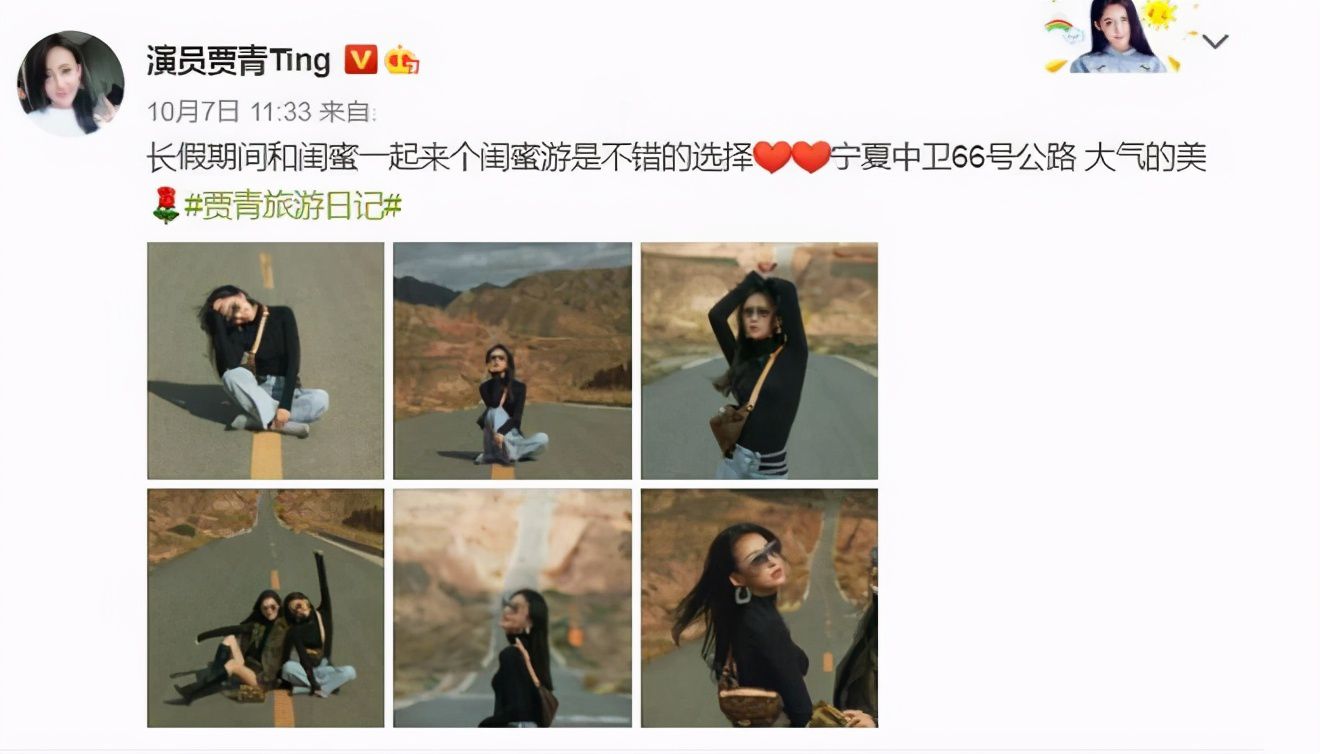 演员贾青Ting
10月7日 11:33 来自:
长假期间和闺蜜一起来个闺蜜游是不错的选择❤️❤️宁夏中卫66号公路 大气的美
🌹#贾青旅游日记#